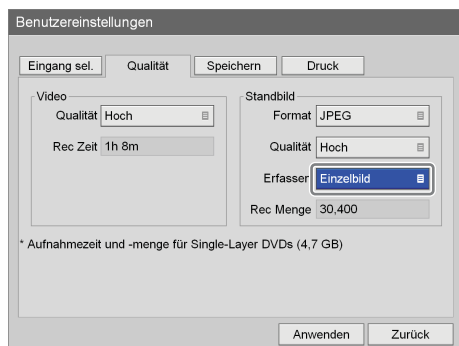 Benutzereinstellungen
Eingang sel. Qualität Speichern Druck
Video
Qualität Hoch
Rec Zeit 1h 8m
Standbild
Format JPEG
Qualität Hoch
Erfassen Einzelbild
Rec Menge 30,400
* Aufnahmezeit und -menge für Single-Layer DVDs (4,7 GB)
Anwenden Zurück